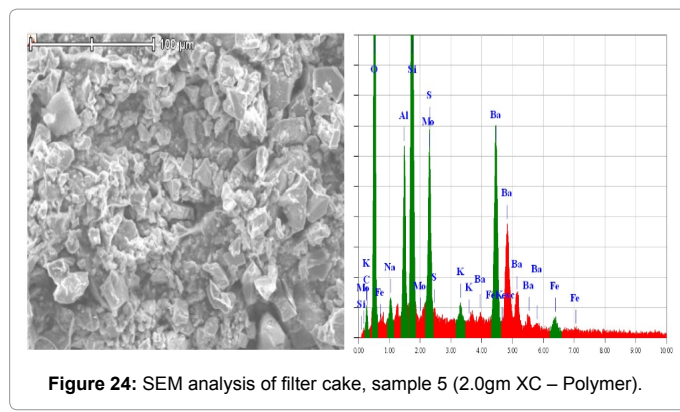 100 µm
O
Si
S
Al
Mo
Ba
Ba
K
C
Na
Mo
Fe
Si
Mo
S
K
K
Ba
Ba
Ba
Ba
Fe
Fe
Fe
.00
1.00
2.00
3.00
4.00
5.00
6.00
7.00
8.00
9.00
10.00
Figure 24: SEM analysis of filter cake, sample 5 (2.0gm XC – Polymer).